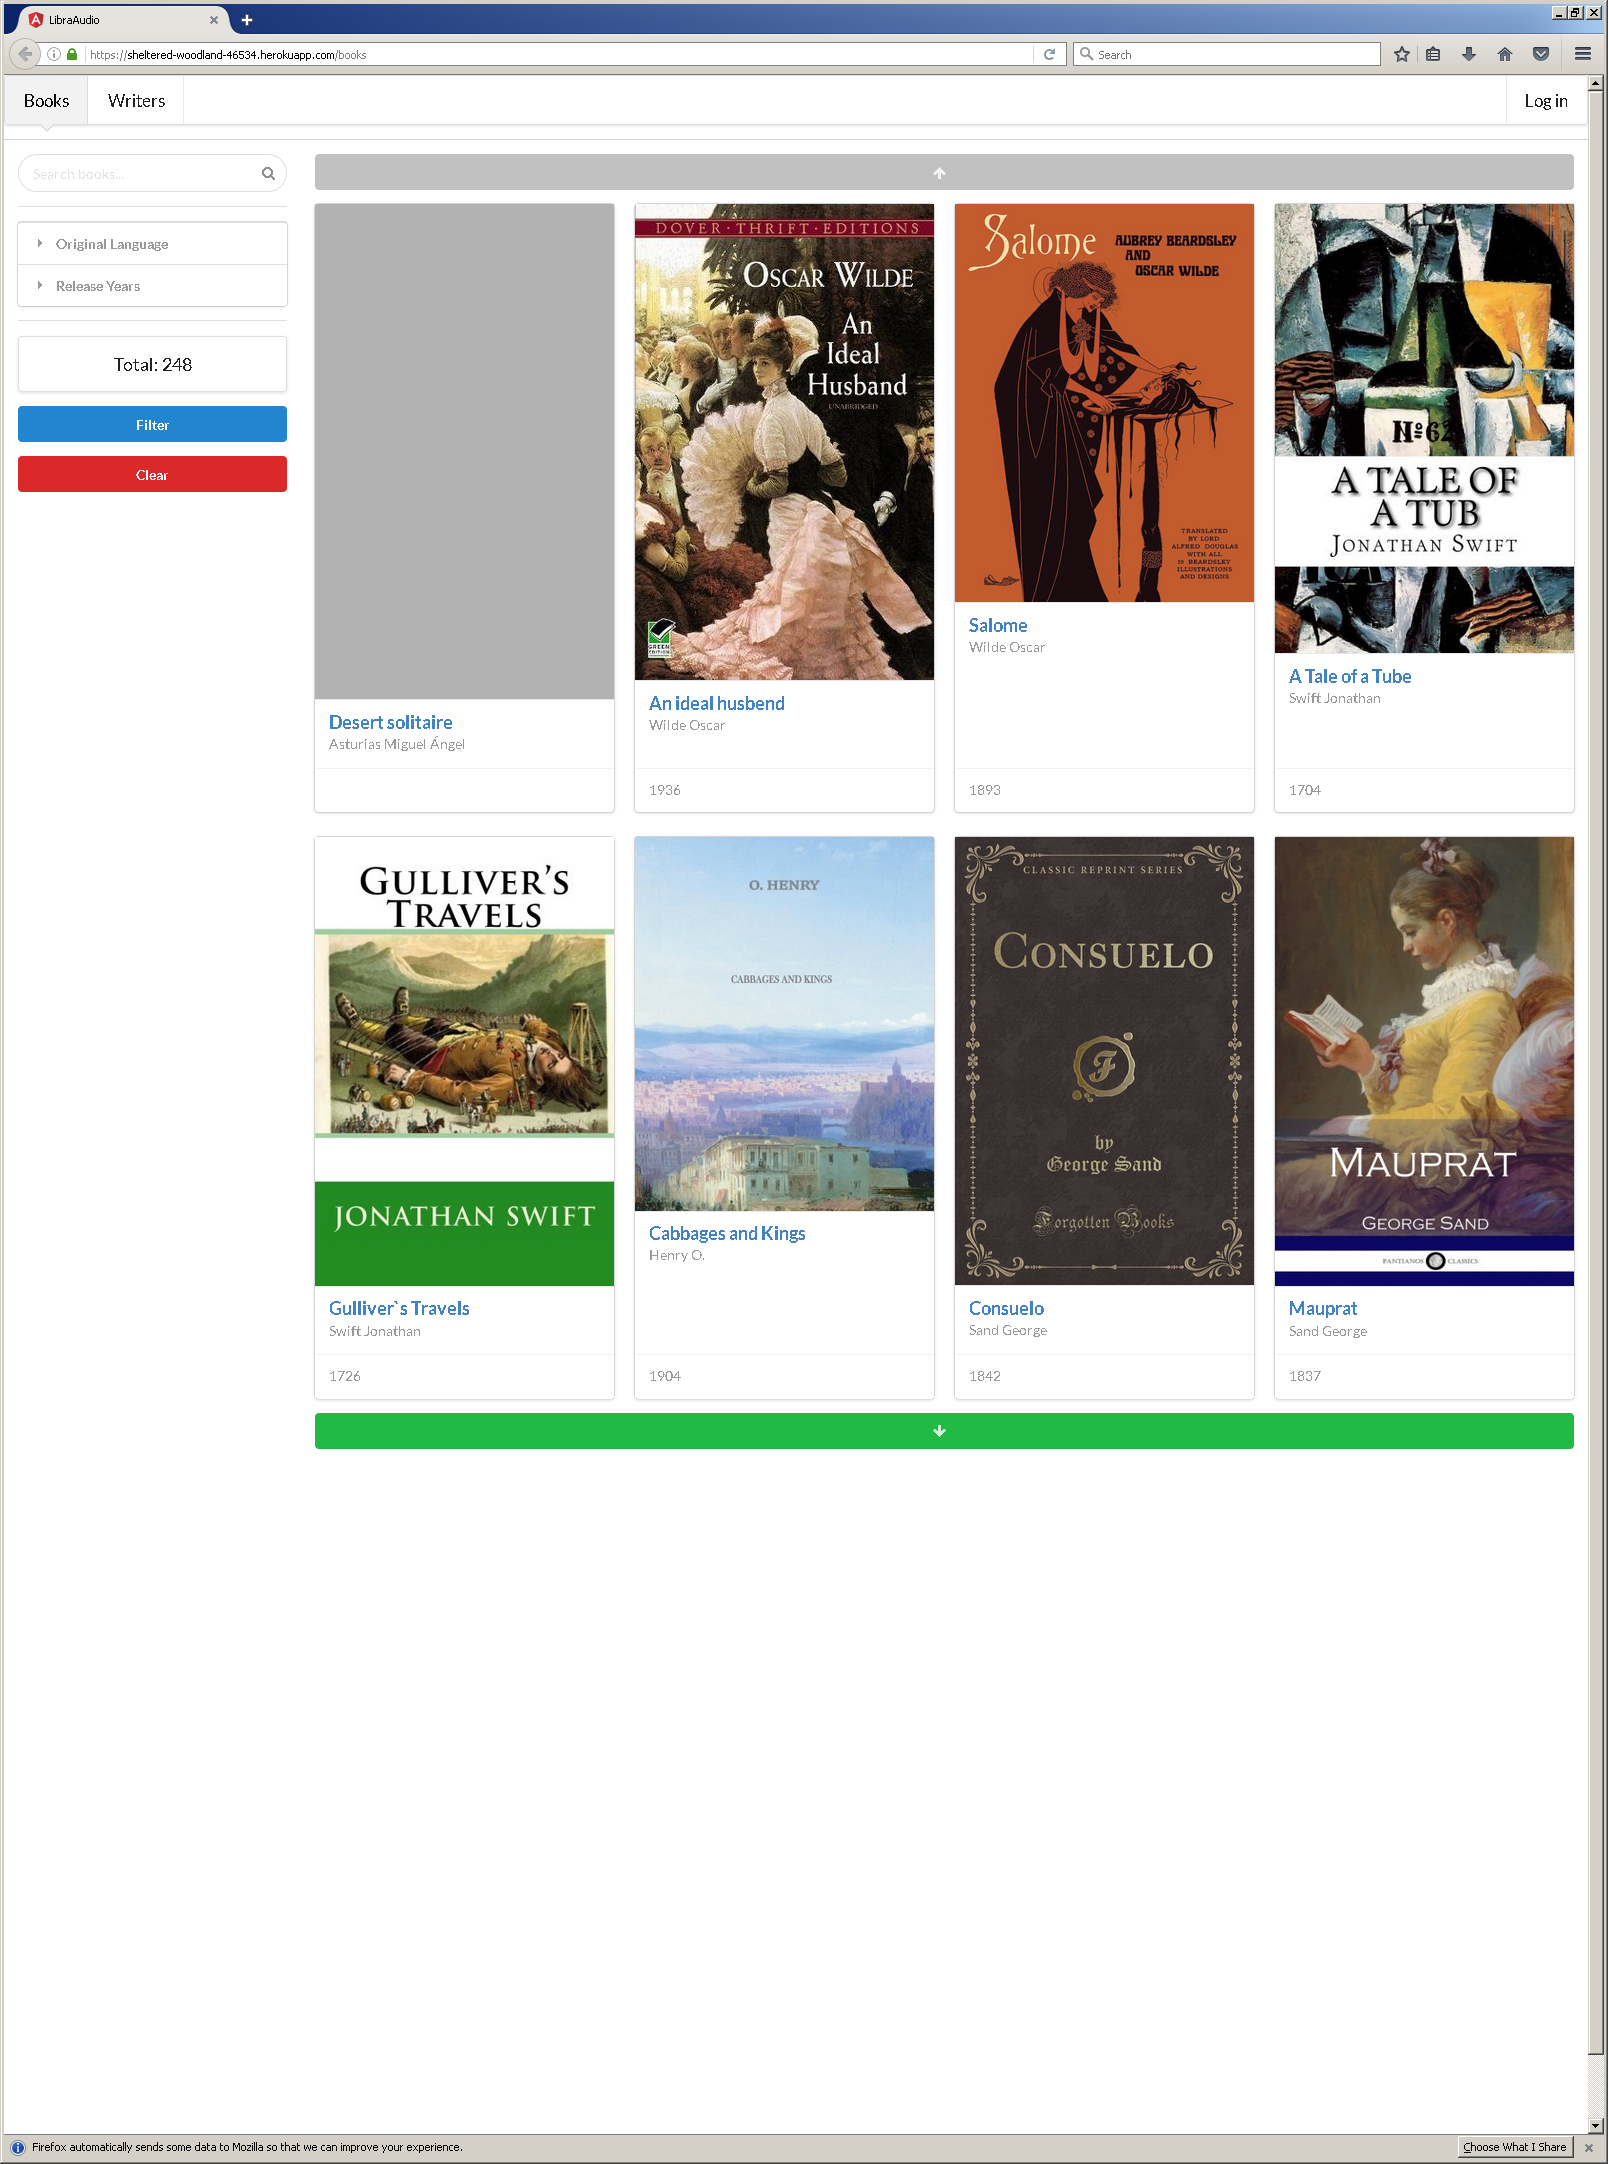 LibraAudio
https://sheltered-woodland-46534.herokuapp.com/books
Search
Books
Writers
Log in
Search books...
Original Language
Release Years
Total: 248
Filter
Clear
DOVER · THRIFT · EDITIONS
OSCAR WILDE
An
Ideal
Husband
UNABRIDGED
GREEN
EDITION
Salome
AUBREY BEARDSLEY
AND
OSCAR WILDE
TRANSLATED
BY LORD
ALFRED DOUGLAS
WITH ALL
20 BEARDSLEY
ILLUSTRATIONS
AND DESIGNS
Nº62
A TALE OF
A TUB
JONATHAN SWIFT
Desert solitaire
Asturias Miguel Ángel
An ideal husbend
Wilde Oscar
1936
Salome
Wilde Oscar
1893
A Tale of a Tube
Swift Jonathan
1704
GULLIVER'S
TRAVELS
JONATHAN SWIFT
O. HENRY
CABBAGES AND KINGS
CLASSIC REPRINT SERIES
CONSUELO
F
by
George Sand
Forgotten Books
MAUPRAT
GEORGE SAND
PANTIANOS CLASSICS
Gulliver`s Travels
Swift Jonathan
1726
Cabbages and Kings
Henry O.
1904
Consuelo
Sand George
1842
Mauprat
Sand George
1837
Firefox automatically sends some data to Mozilla so that we can improve your experience.
Choose What I Share